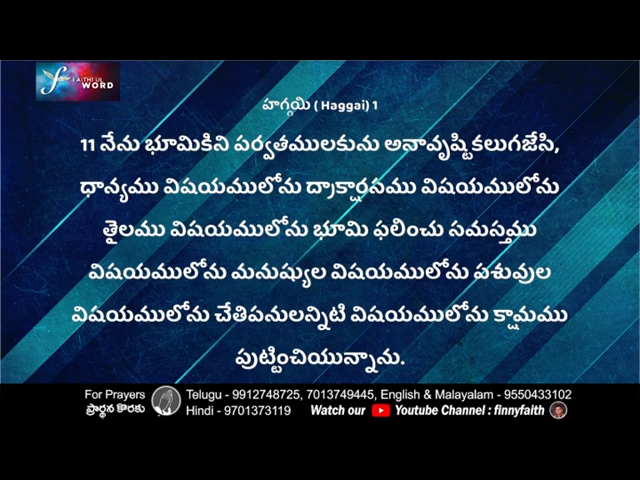 FAITHFUL
WORD
హగ్గయి ( Haggai) 1
11 నేను భూమికిని పర్వతములకును అనావృష్టి కలుగజేసి,
ధాన్యము విషయములోను ద్రాక్షారసము విషయములోను
తైలము విషయములోను భూమి ఫలించు సమస్తము
విషయములోను మనుష్యుల విషయములోను పశువుల
విషయములోను చేతిపనులన్నిటి విషయములోను క్షామము
పుట్టించియున్నాను.
For Prayers
ప్రార్థన కొరకు
Telugu - 9912748725, 7013749445, English & Malayalam - 9550433102
Hindi - 9701373119 Watch our Youtube Channel : finnyfaith